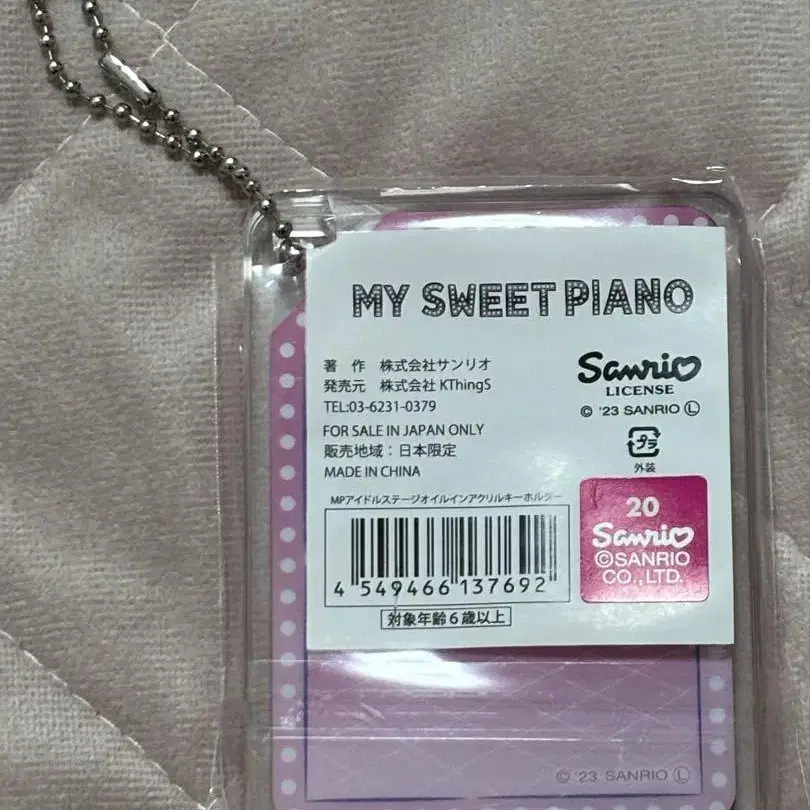 MY SWEET PIANO
著 作 株式会社サンリオ
発売元 株式会社 KThingS
TEL:03-6231-0379
FOR SALE IN JAPAN ONLY
販売地域：日本限定
MADE IN CHINA
Sanrio
LICENSE
© '23 SANRIO Ⓛ
プラ
外装
MPアイドルステージオイルインアクリルキーホルダー
4 549466 137692
対象年齢6歳以上
20
Sanrio
©SANRIO
CO.,LTD.
© '23 SANRIO Ⓛ